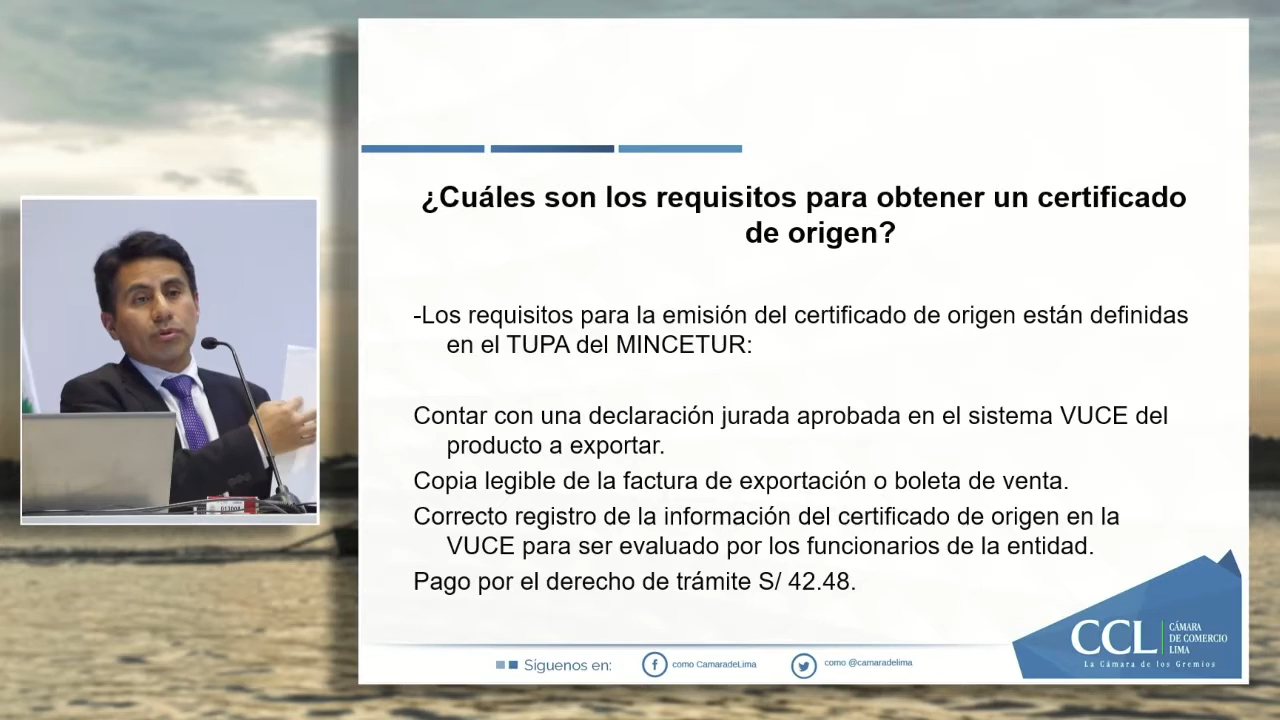 ¿Cuáles son los requisitos para obtener un certificado
de origen?
-Los requisitos para la emisión del certificado de origen están definidas
en el TUPA del MINCETUR:
Contar con una declaración jurada aprobada en el sistema VUCE del
producto a exportar.
Copia legible de la factura de exportación o boleta de venta.
Correcto registro de la información del certificado de origen en la
VUCE para ser evaluado por los funcionarios de la entidad.
Pago por el derecho de trámite S/ 42.48.
Síguenos en:
como CamaradeLima
como @camaradelima
CCL
CÁMARA
DE COMERCIO
LIMA
La Cámara de los Gremios